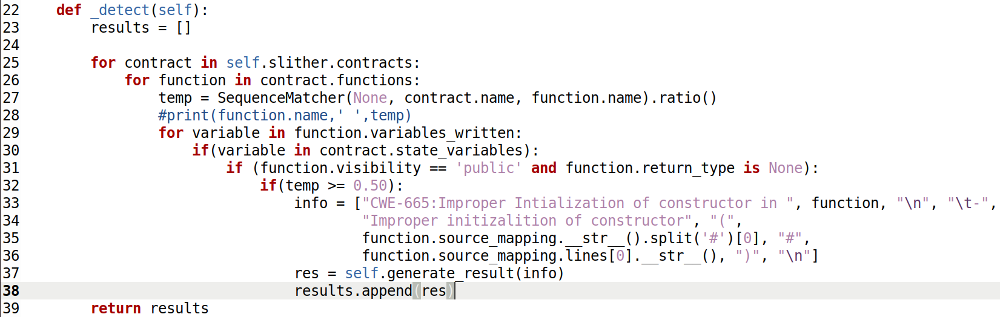 22    def _detect(self):
23        results = []
24
25        for contract in self.slither.contracts:
26            for function in contract.functions:
27                temp = SequenceMatcher(None, contract.name, function.name).ratio()
28                #print(function.name,' ',temp)
29                for variable in function.variables_written:
30                    if(variable in contract.state_variables):
31                        if (function.visibility == 'public' and function.return_type is None):
32                            if(temp >= 0.50):
33                                info = ["CWE-665:Improper Intialization of constructor in ", function, "\n", "\t-",
34                                        "Improper initizalition of constructor", "(",
35                                        function.source_mapping.__str__().split('#')[0], "#",
36                                        function.source_mapping.lines[0].__str__(), ")", "\n"]
37                                res = self.generate_result(info)
38                                results.append(res)
39        return results